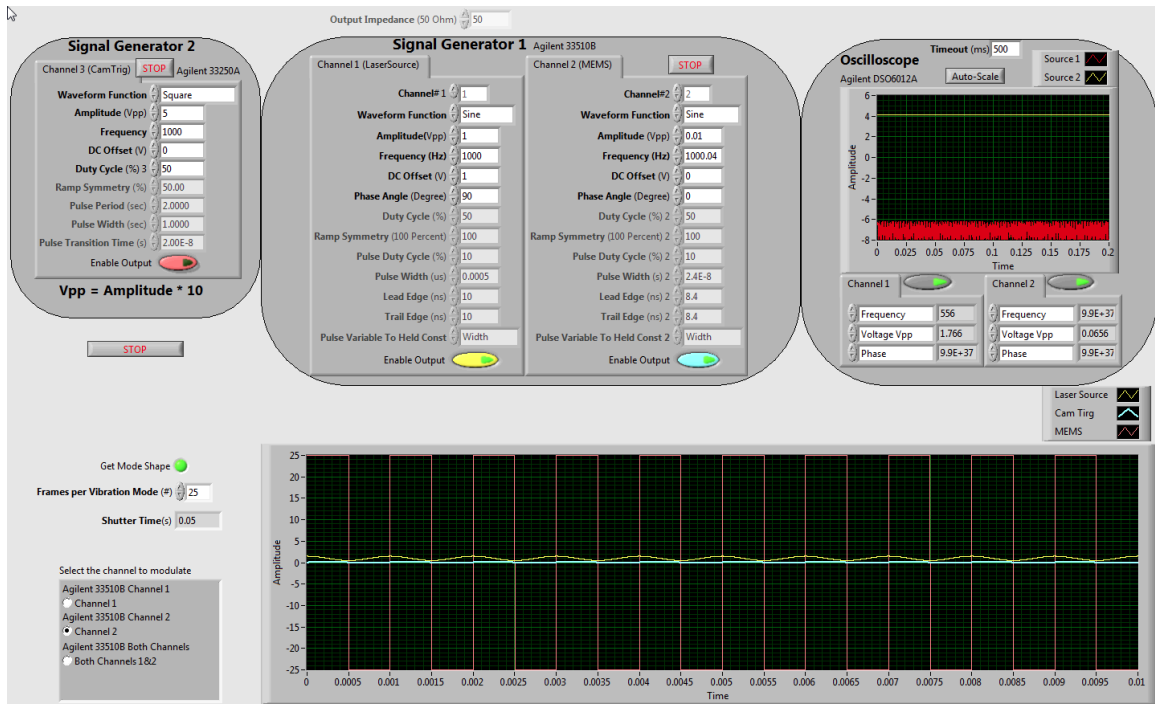 Output Impedance (50 Ohm) 50
Signal Generator 2
Channel 3 (CamTrig) STOP Agilent 33250A
Waveform Function Square
Amplitude (Vpp) 5
Frequency 1000
DC Offset (V) 0
Duty Cycle (%) 3 50
Ramp Symmetry (%) 50.00
Pulse Period (sec) 2.0000
Pulse Width (sec) 1.0000
Pulse Transition Time (s) 2.00E-8
Enable Output
Vpp = Amplitude * 10
STOP
Signal Generator 1 Agilent 33510B
Channel 1 (LaserSource)
Channel# 1 1
Waveform Function Sine
Amplitude(Vpp) 1
Frequency (Hz) 1000
DC Offset (V) 1
Phase Angle (Degree) 90
Duty Cycle (%) 50
Ramp Symmetry (100 Percent) 100
Pulse Duty Cycle (%) 10
Pulse Width (us) 0.0005
Lead Edge (ns) 10
Trail Edge (ns) 10
Pulse Variable To Held Const Width
Enable Output
Channel 2 (MEMS) STOP
Channel#2 2
Waveform Function Sine
Amplitude (Vpp) 0.01
Frequency (Hz) 1000.04
DC Offset (V) 0
Phase Angle (Degree) 0
Duty Cycle (%) 2 50
Ramp Symmetry (100 Percent) 2 100
Pulse Duty Cycle (%) 2 10
Pulse Width (s) 2 2.4E-8
Lead Edge (ns) 2 8.4
Trail Edge (ns) 2 8.4
Pulse Variable To Held Const 2 Width
Enable Output
Timeout (ms) 500
Oscilloscope
Agilent DSO6012A Auto-Scale
Source 1
Source 2
6
4
2
0
-2
-4
-6
-8
Amplitude
0 0.025 0.05 0.075 0.1 0.125 0.15 0.175 0.2
Time
Channel 1 Channel 2
Frequency 556 Frequency 9.9E+37
Voltage Vpp 1.766 Voltage Vpp 0.0656
Phase 9.9E+37 Phase 9.9E+37
Laser Source
Cam Tirg
MEMS
Get Mode Shape
Frames per Vibration Mode (#) 25
Shutter Time(s) 0.05
Select the channel to modulate
Agilent 33510B Channel 1
Channel 1
Agilent 33510B Channel 2
Channel 2
Agilent 33510B Both Channels
Both Channels 1&2
25
20
15
10
5
0
-5
-10
-15
-20
-25
Amplitude
0 0.0005 0.001 0.0015 0.002 0.0025 0.003 0.0035 0.004 0.0045 0.005 0.0055 0.006 0.0065 0.007 0.0075 0.008 0.0085 0.009 0.0095 0.01
Time